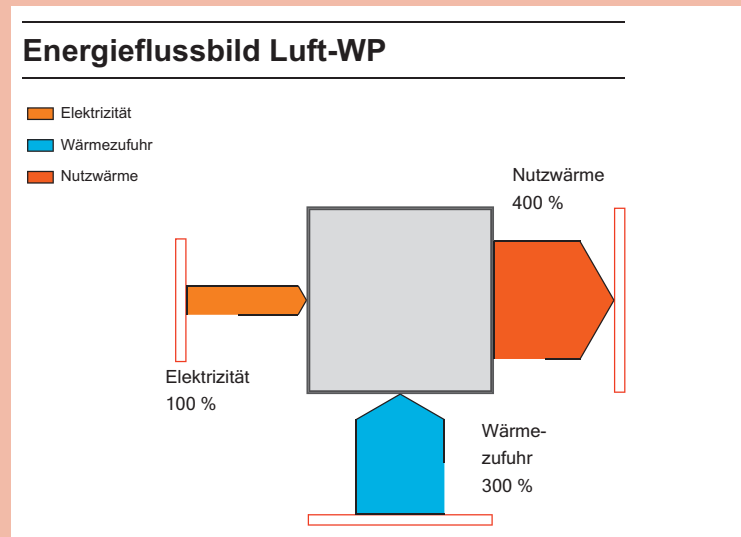 Energieflussbild Luft-WP
Elektrizität
Wärmezufuhr
Nutzwärme
Nutzwärme
400 %
Elektrizität
100 %
Wärme-
zufuhr
300 %